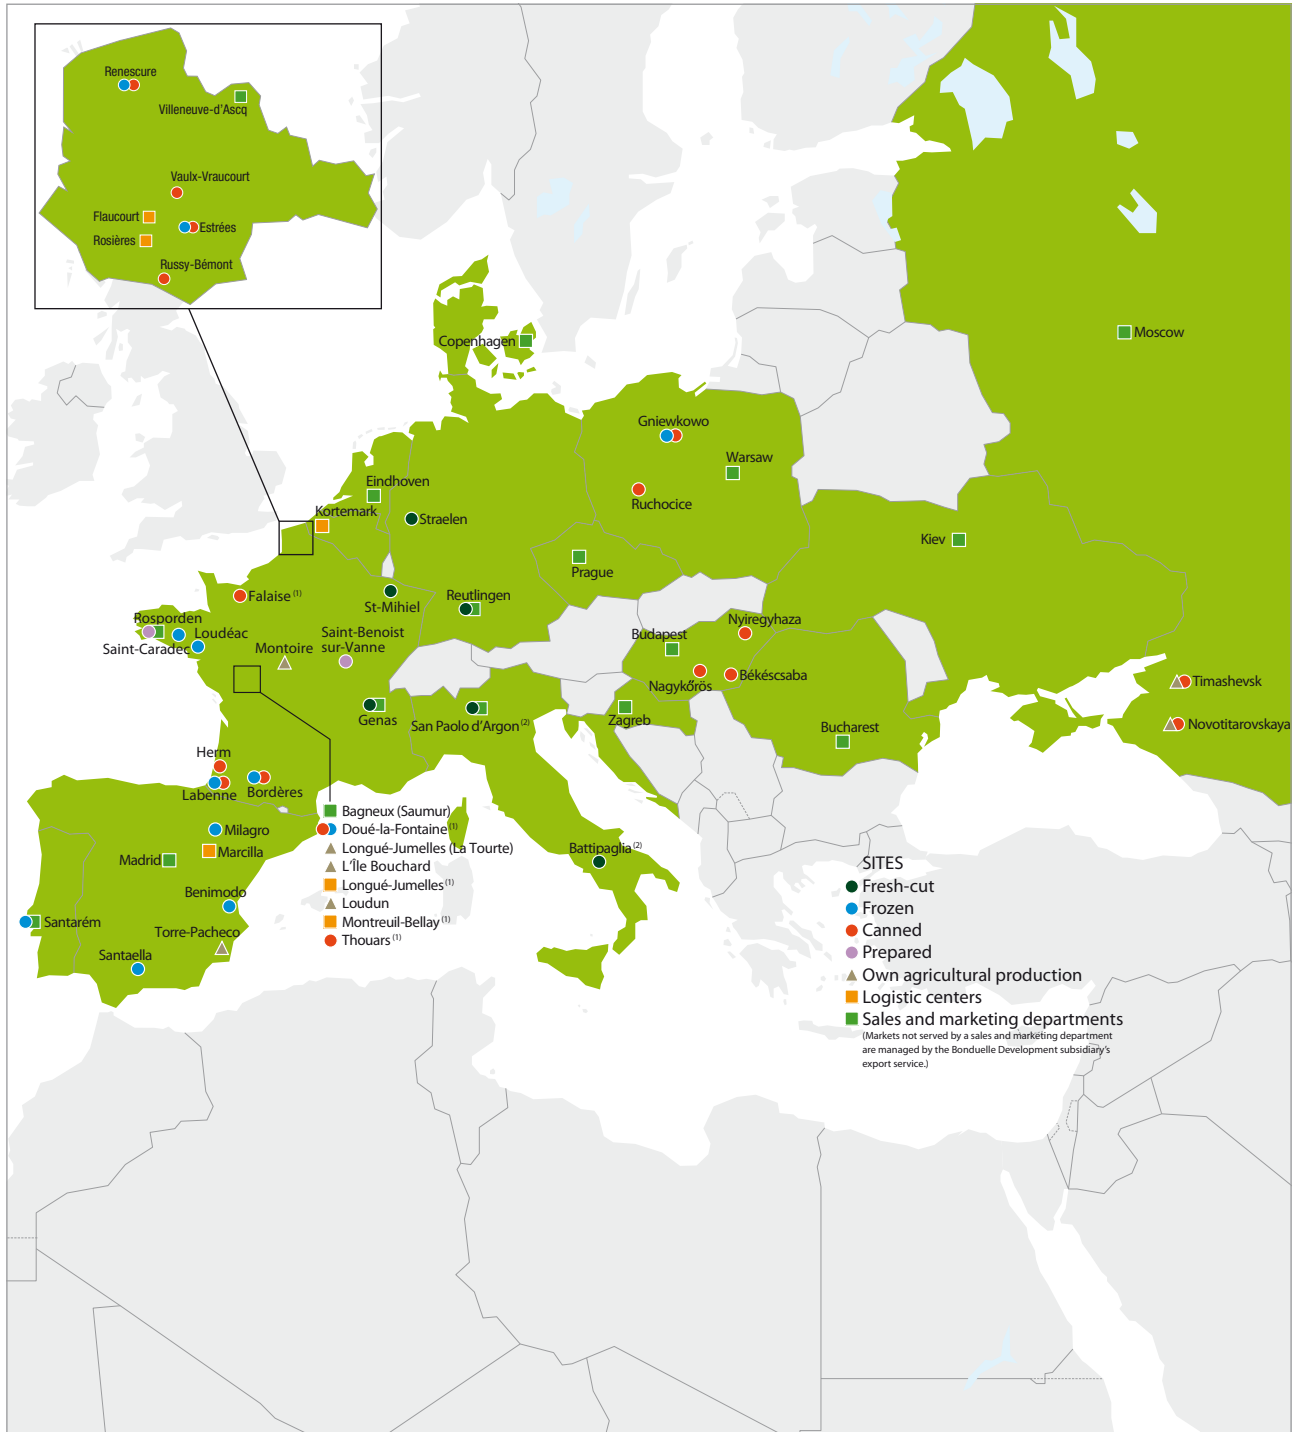 Renescure
Villeneuve-d'Ascq
Vaulx-Vraucourt
Flaucourt
Estrées
Rosières
Russy-Bémont
Moscow
Copenhagen
Gniewkowo
Warsaw
Eindhoven
Ruchocice
Kortemark
Straelen
Kiev
Prague
Falaise (1)
St-Mihiel
Reutlingen
Rosporden
Nyiregyhaza
Loudéac
Saint-Benoist
sur-Vanne
Budapest
Saint-Caradec
Montoire
Békéscsaba
Nagykőrös
Timashevsk
Genas
San Paolo d'Argon (2)
Zagreb
Bucharest
Novotitarovskaya
Herm
Labenne
Bordères
Bagneux (Saumur)
Milagro
Doué-la-Fontaine (1)
Marcilla
Longué-Jumelles (La Tourte)
Battipaglia (2)
Madrid
L'Île Bouchard
Longué-Jumelles (1)
Benimodo
Loudun
Santarém
Montreuil-Bellay (1)
Torre-Pacheco
Thouars (1)
Santaella
SITES
Fresh-cut
Frozen
Canned
Prepared
Own agricultural production
Logistic centers
Sales and marketing departments
(Markets not served by a sales and marketing department
are managed by the Bonduelle Development subsidiary's
export service.)